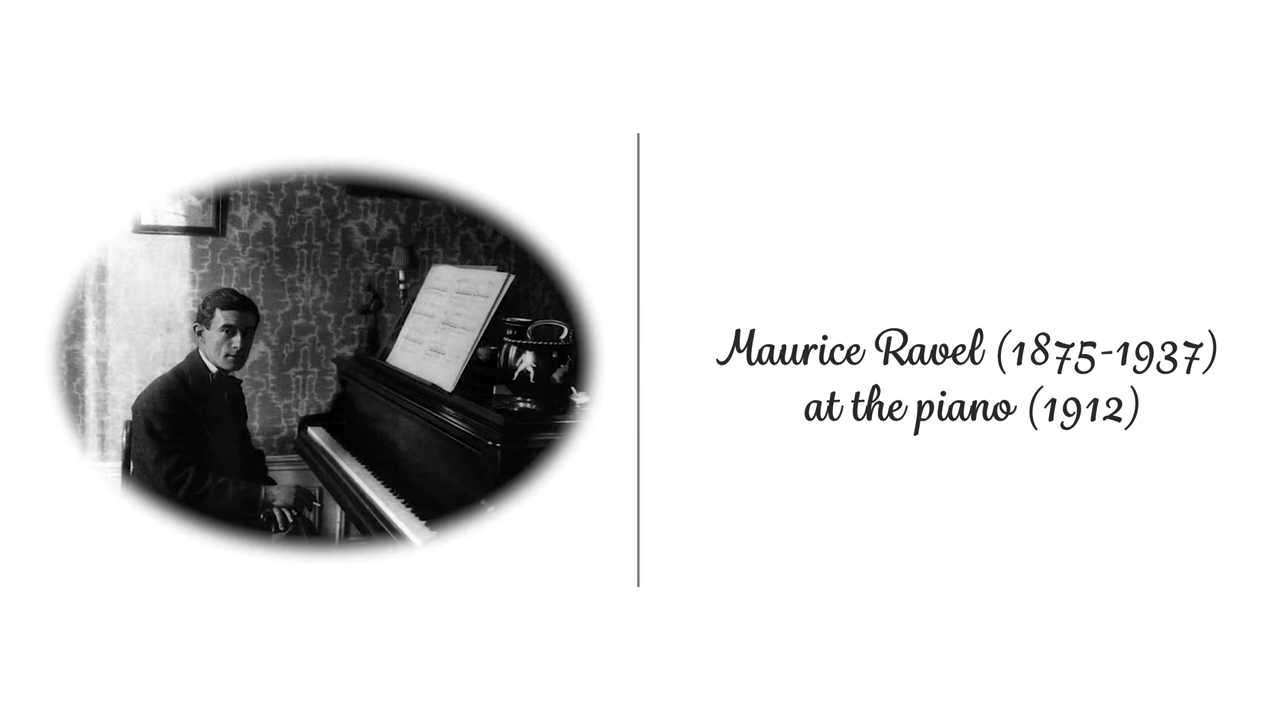 Maurice Ravel (1875-1937)
at the piano (1912)